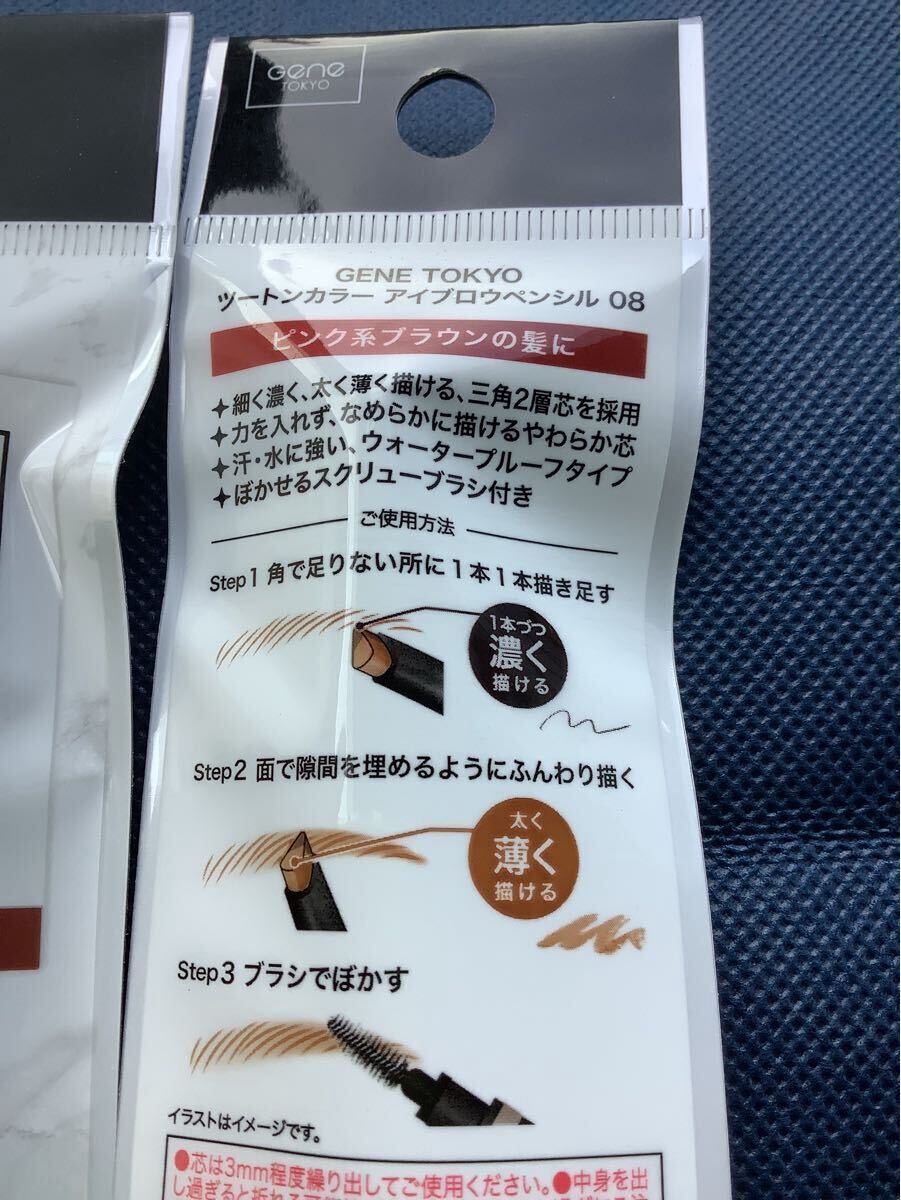 Gene
TOKYO
GENE TOKYO
ツートンカラー アイブロウペンシル 08
ピンク系ブラウンの髪に
細く濃く、太く薄く描ける、三角2層芯を採用
力を入れず、なめらかに描けるやわらか芯
汗・水に強い、ウォータープルーフタイプ
ぼかせるスクリューブラシ付き
ご使用方法
Step1 角で足りない所に1本1本描き足す
1本づつ
濃く
描ける
Step2 面で隙間を埋めるようにふんわり描く
太く
薄く
描ける
Step3 ブラシでぼかす
イラストはイメージです。
●芯は3mm程度繰り出してご使用ください。●中身を出
し過ぎると折れる